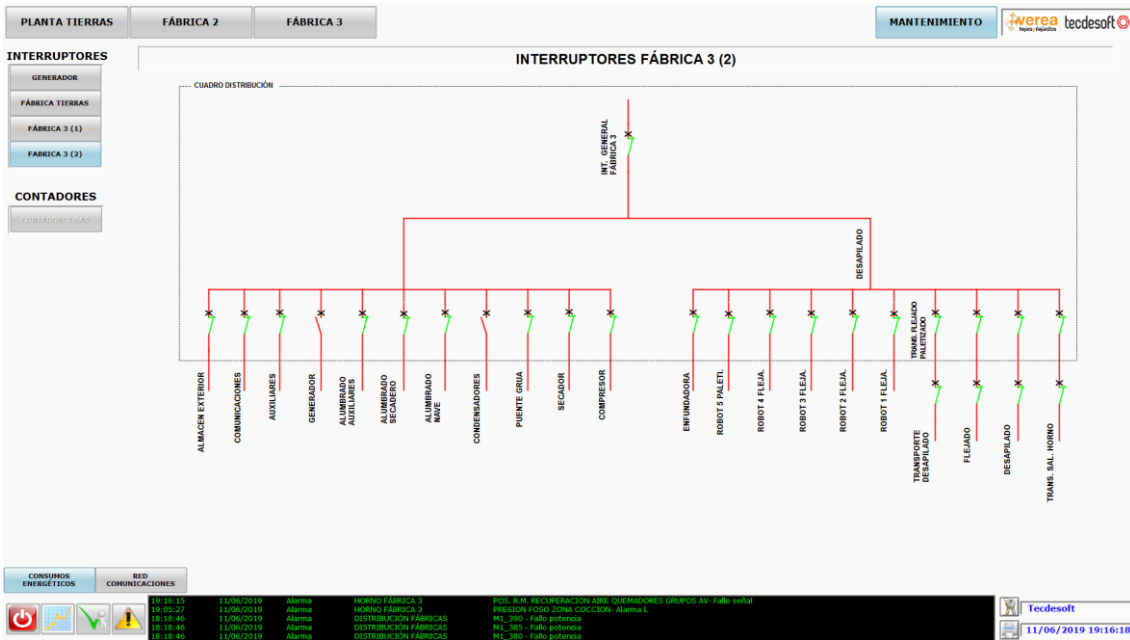 PLANTA TIERRAS
FÁBRICA 2
FÁBRICA 3
MANTENIMIENTO
verea
tejas y tejados
tecdesoft
INTERRUPTORES
GENERADOR
FÁBRICA TIERRAS
FÁBRICA 3 (1)
FABRICA 3 (2)
CONTADORES
CONTADORES GAS
INTERRUPTORES FÁBRICA 3 (2)
CUADRO DISTRIBUCIÓN
INT. GENERAL
FÁBRICA 3
DESAPILADO
TRANS. FLEJADO
PALETIZADO
ALMACEN EXTERIOR
COMUNICACIONES
AUXILIARES
GENERADOR
ALUMBRADO
AUXILIARES
ALUMBRADO
SECADERO
ALUMBRADO
NAVE
CONDENSADORES
PUENTE GRUA
SECADOR
COMPRESOR
ENFUNDADORA
ROBOT 5 PALETI.
ROBOT 4 FLEJA.
ROBOT 3 FLEJA.
ROBOT 2 FLEJA.
ROBOT 1 FLEJA.
TRANSPORTE
DESAPILADO
FLEJADO
DESAPILADO
TRANS. SAL. HORNO
CONSUMOS
ENERGÉTICOS
RED
COMUNICACIONES
19:16:15 11/06/2019 Alarma HORNO FÁBRICA 3 POS. R.M. RECUPERACION AIRE QUEMADORES GRUPOS AV- Fallo señal
19:05:27 11/06/2019 Alarma HORNO FÁBRICA 3 PRESION FOSO ZONA COCCION- Alarma L
18:18:46 11/06/2019 Alarma DISTRIBUCIÓN FÁBRICAS M1_390 - Fallo potencia
18:18:46 11/06/2019 Alarma DISTRIBUCIÓN FÁBRICAS M1_385 - Fallo potencia
18:18:46 11/06/2019 Alarma DISTRIBUCIÓN FÁBRICAS M1_380 - Fallo potencia
Tecdesoft
11/06/2019 19:16:18